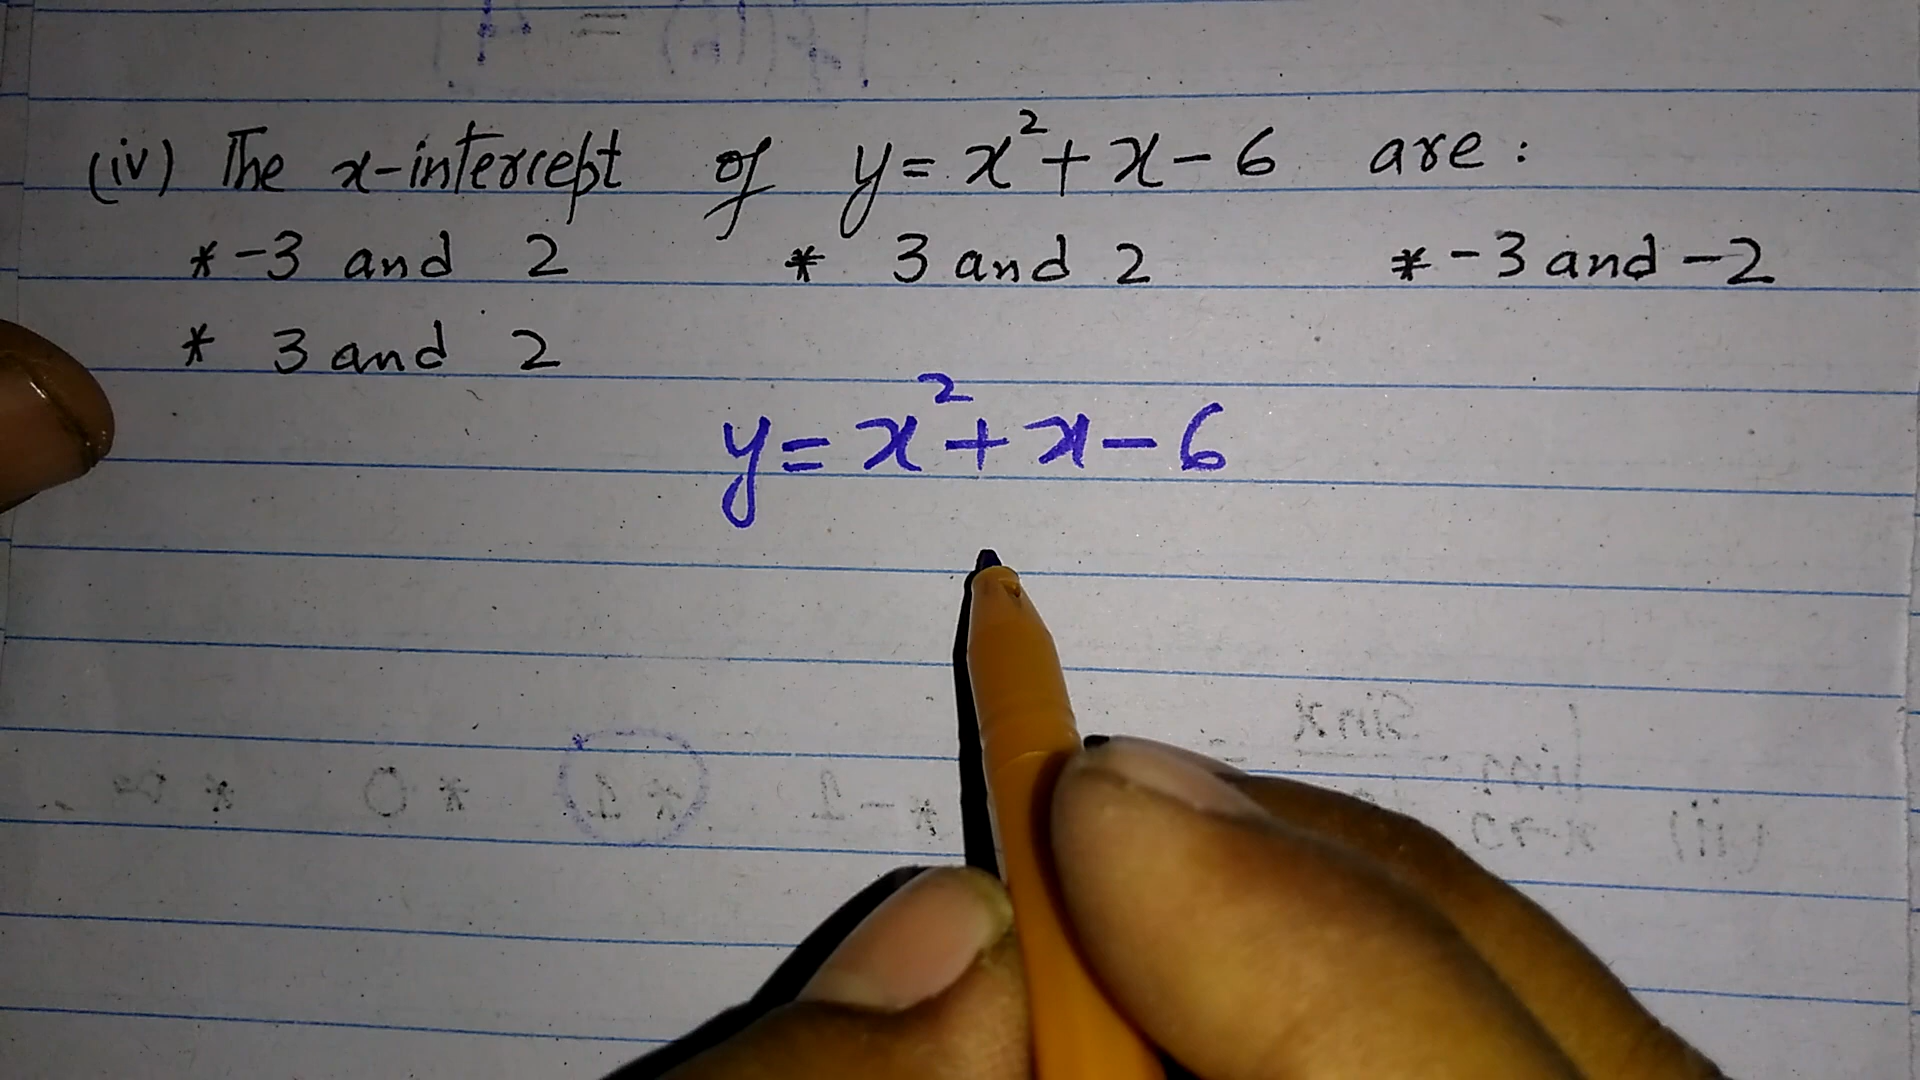 (iv) The x-intercept of y = x² + x - 6 are :
* -3 and 2 * 3 and 2 * -3 and -2
* 3 and 2
y = x² + x - 6